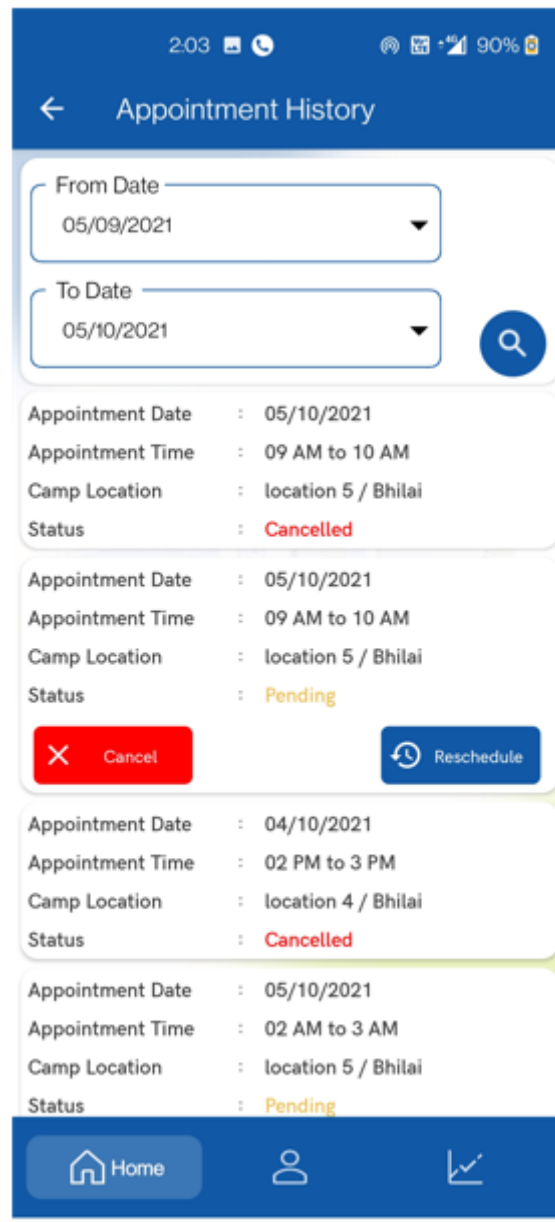 2:03 90%
Appointment History
From Date
05/09/2021
To Date
05/10/2021
Appointment Date : 05/10/2021
Appointment Time : 09 AM to 10 AM
Camp Location : location 5 / Bhilai
Status : Cancelled
Appointment Date : 05/10/2021
Appointment Time : 09 AM to 10 AM
Camp Location : location 5 / Bhilai
Status : Pending
Cancel Reschedule
Appointment Date : 04/10/2021
Appointment Time : 02 PM to 3 PM
Camp Location : location 4 / Bhilai
Status : Cancelled
Appointment Date : 05/10/2021
Appointment Time : 02 AM to 3 AM
Camp Location : location 5 / Bhilai
Status : Pending
Home